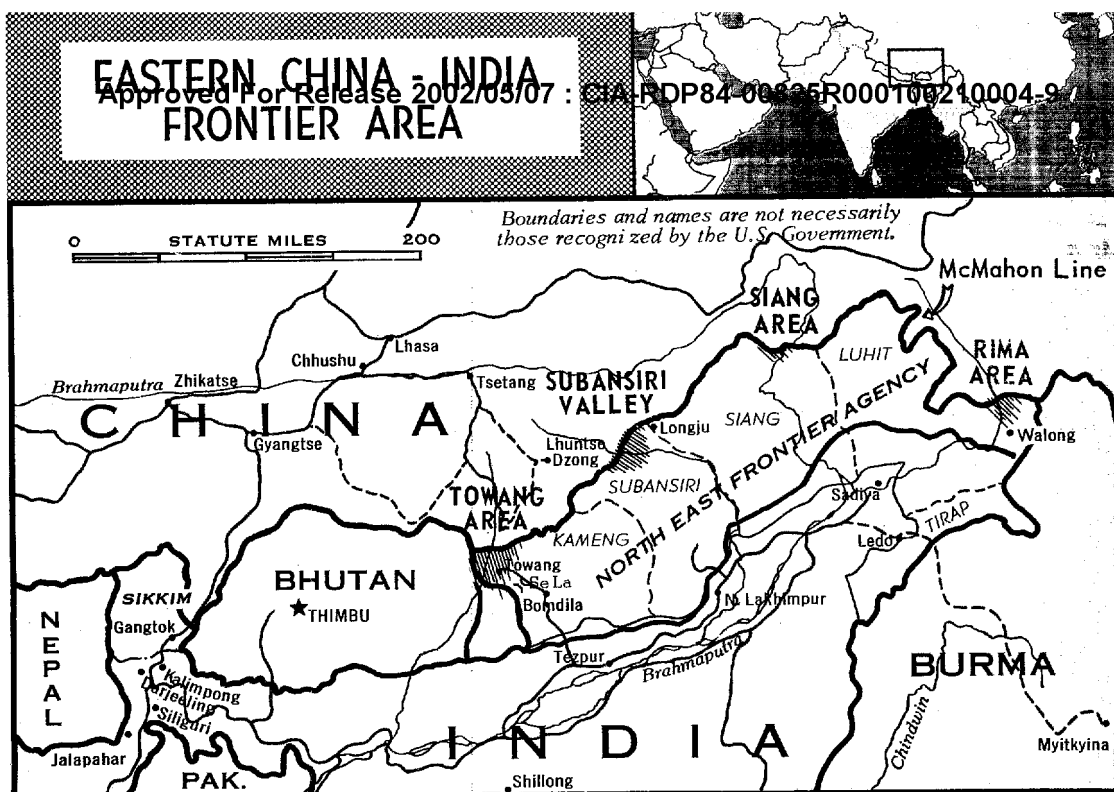 EASTERN CHINA - INDIA
Approved For Release 2002/05/07 : CIA-RDP84-00825R000100210004-9
FRONTIER AREA
Boundaries and names are not necessarily
those recognized by the U.S. Government.
0 STATUTE MILES 200
McMahon Line
SIANG
AREA
LUHIT
RIMA
AREA
Lhasa
Chhushu
Brahmaputra
Zhikatse
Tsetang
SUBANSIRI
VALLEY
CHINA
SIANG
Longju
Walong
Gyangtse
Lhuntse
Dzong
NORTH EAST FRONTIER AGENCY
SUBANSIRI
Sadiya
TOWANG
AREA
TIRAP
KAMENG
Ledo
Towang
Se La
BHUTAN
Bomdila
THIMBU
SIKKIM
N. Lakhimpur
NEPAL
Gangtok
Tezpur
Brahmaputra
BURMA
Kalimpong
Darjeeling
Siliguri
Chindwin
INDIA
Myitkyina
Jalapahar
PAK.
Shillong